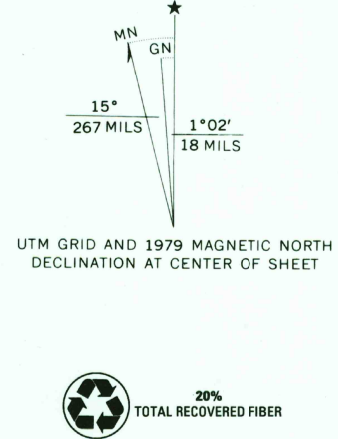 ★
MN
GN
15°
267 MILS
1°02′
18 MILS
UTM GRID AND 1979 MAGNETIC NORTH
DECLINATION AT CENTER OF SHEET
20%
TOTAL RECOVERED FIBER